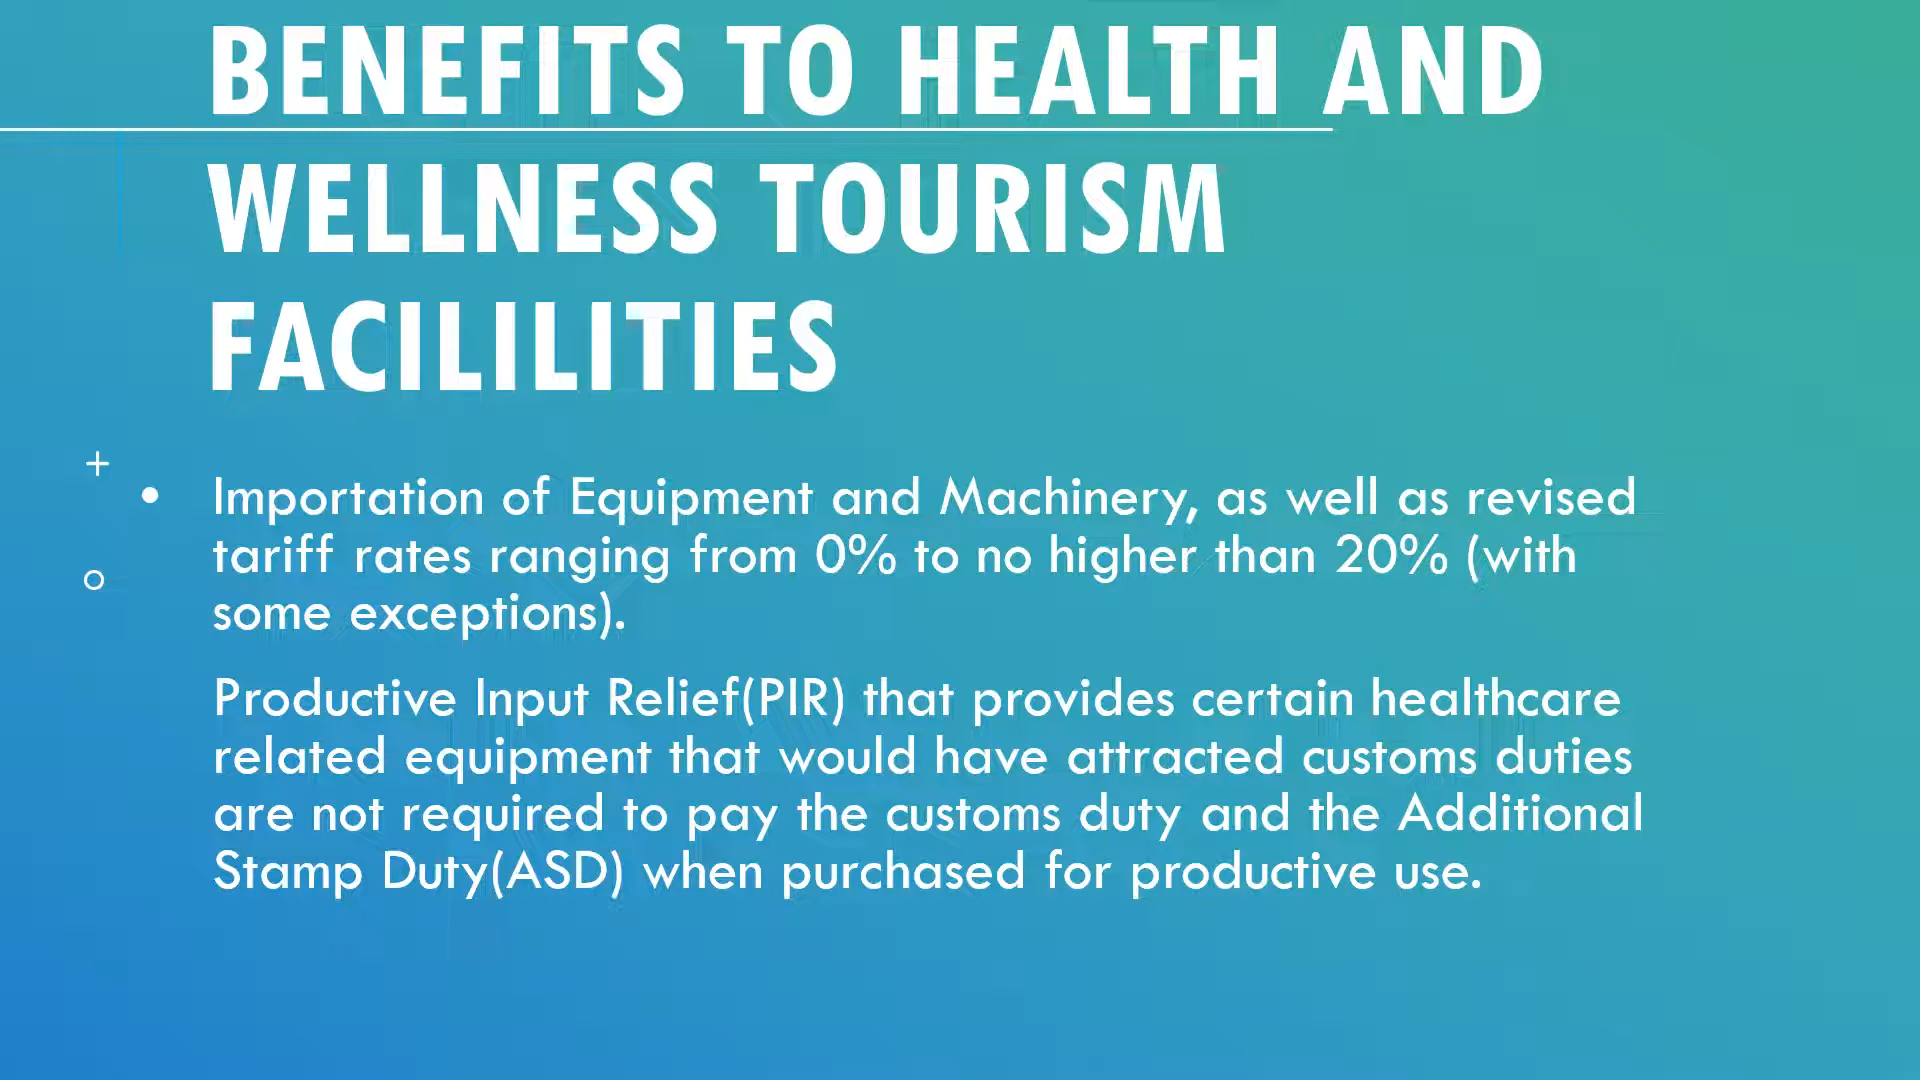 BENEFITS TO HEALTH AND
WELLNESS TOURISM
FACILILITIES
• Importation of Equipment and Machinery, as well as revised
tariff rates ranging from 0% to no higher than 20% (with
some exceptions).
Productive Input Relief(PIR) that provides certain healthcare
related equipment that would have attracted customs duties
are not required to pay the customs duty and the Additional
Stamp Duty(ASD) when purchased for productive use.